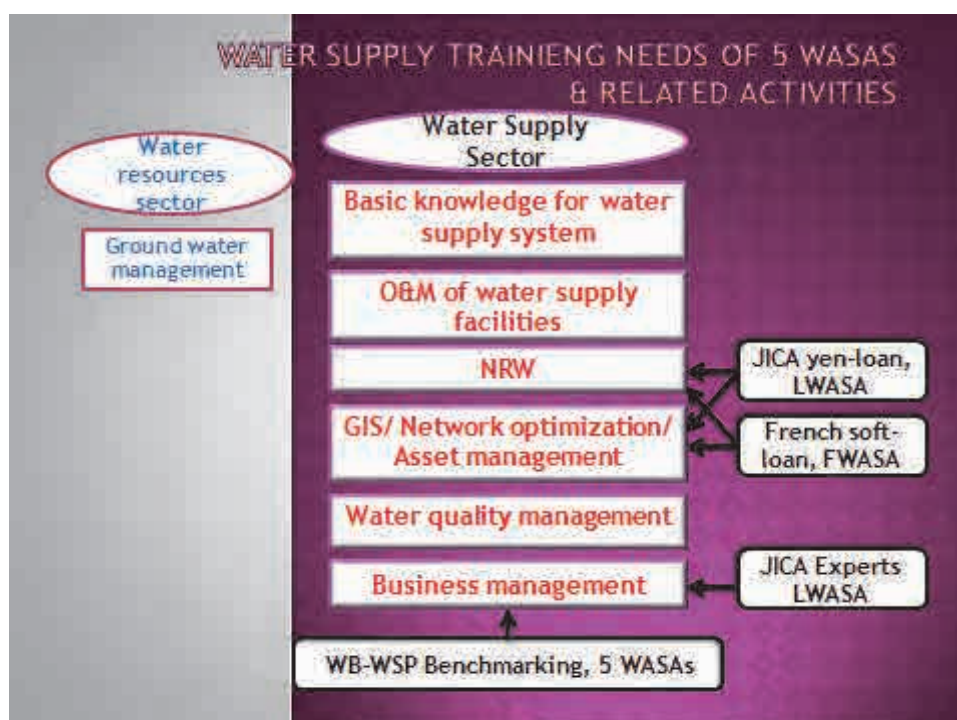 WATER SUPPLY TRAINIENG NEEDS OF 5 WASAS
& RELATED ACTIVITIES
Water
resources
sector
Ground water
management
Water Supply
Sector
Basic knowledge for water
supply system
O&M of water supply
facilities
NRW
GIS/ Network optimization/
Asset management
Water quality management
Business management
JICA yen-loan,
LWASA
French soft-
loan, FWASA
JICA Experts
LWASA
WB-WSP Benchmarking, 5 WASAs